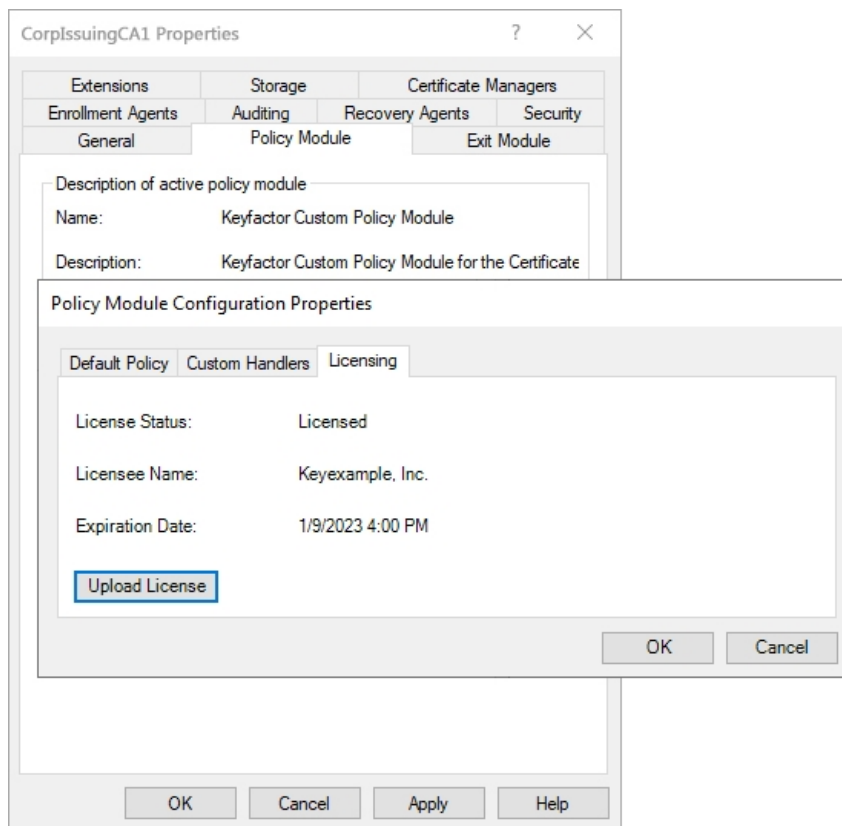 CorpIssuingCA1 Properties ?
Extensions Storage Certificate Managers
Enrollment Agents Auditing Recovery Agents Security
General Policy Module Exit Module
Description of active policy module
Name: Keyfactor Custom Policy Module
Description: Keyfactor Custom Policy Module for the Certificate
Policy Module Configuration Properties
Default Policy Custom Handlers Licensing
License Status: Licensed
Licensee Name: Keyexample, Inc.
Expiration Date: 1/9/2023 4:00 PM
Upload License
OK Cancel
OK Cancel Apply Help